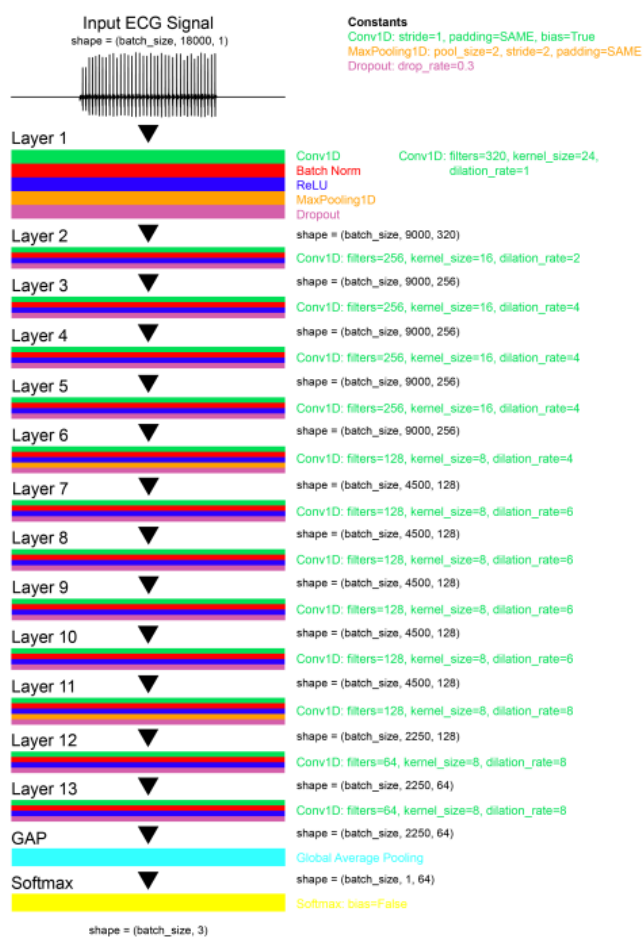 Input ECG Signal
shape = (batch_size, 18000, 1)
Constants
Conv1D: stride=1, padding=SAME, bias=True
MaxPooling1D: pool_size=2, stride=2, padding=SAME
Dropout: drop_rate=0.3
Layer 1
Conv1D
Batch Norm
ReLU
MaxPooling1D
Dropout
Conv1D: filters=320, kernel_size=24,
dilation_rate=1
Layer 2
shape = (batch_size, 9000, 320)
Conv1D: filters=256, kernel_size=16, dilation_rate=2
Layer 3
shape = (batch_size, 9000, 256)
Conv1D: filters=256, kernel_size=16, dilation_rate=4
Layer 4
shape = (batch_size, 9000, 256)
Conv1D: filters=256, kernel_size=16, dilation_rate=4
Layer 5
shape = (batch_size, 9000, 256)
Conv1D: filters=256, kernel_size=16, dilation_rate=4
Layer 6
shape = (batch_size, 9000, 256)
Conv1D: filters=128, kernel_size=8, dilation_rate=4
Layer 7
shape = (batch_size, 4500, 128)
Conv1D: filters=128, kernel_size=8, dilation_rate=6
Layer 8
shape = (batch_size, 4500, 128)
Conv1D: filters=128, kernel_size=8, dilation_rate=6
Layer 9
shape = (batch_size, 4500, 128)
Conv1D: filters=128, kernel_size=8, dilation_rate=6
Layer 10
shape = (batch_size, 4500, 128)
Conv1D: filters=128, kernel_size=8, dilation_rate=6
Layer 11
shape = (batch_size, 4500, 128)
Conv1D: filters=128, kernel_size=8, dilation_rate=8
Layer 12
shape = (batch_size, 2250, 128)
Conv1D: filters=64, kernel_size=8, dilation_rate=8
Layer 13
shape = (batch_size, 2250, 64)
Conv1D: filters=64, kernel_size=8, dilation_rate=8
GAP
shape = (batch_size, 2250, 64)
Global Average Pooling
Softmax
shape = (batch_size, 1, 64)
Softmax: bias=False
shape = (batch_size, 3)